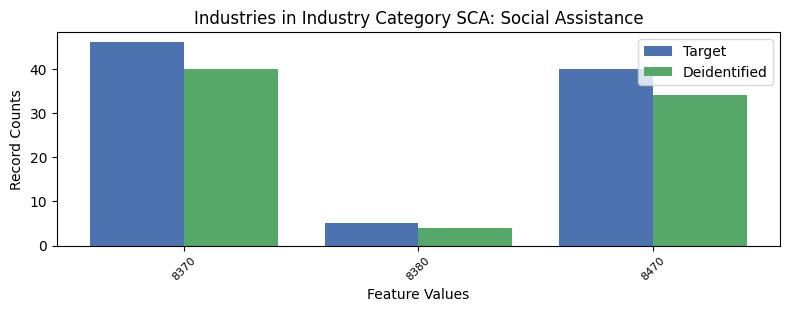 Industries in Industry Category SCA: Social Assistance
Target
Deidentified
Record Counts
40
30
20
10
0
8370
8380
8470
Feature Values